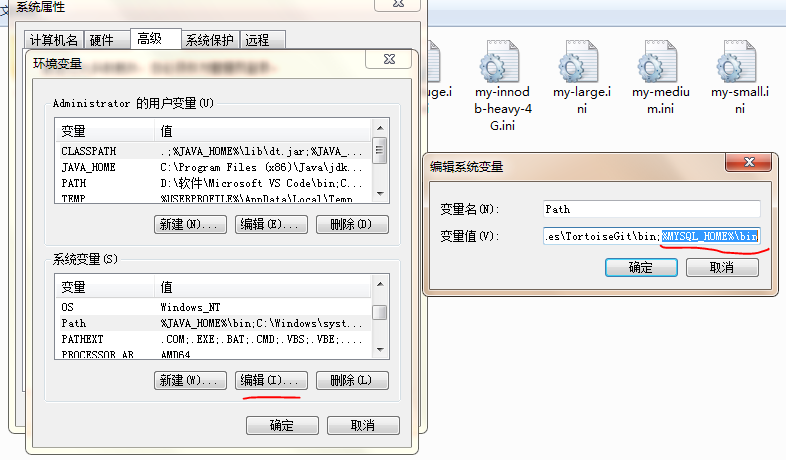 系统属性
计算机名 硬件 高级 系统保护 远程
环境变量
Administrator 的用户变量(U)
变量 值
CLASSPATH .;%JAVA_HOME%\lib\dt.jar;%JAVA_...
JAVA_HOME C:\Program Files (x86)\Java\jdk...
PATH D:\软件\Microsoft VS Code\bin;C...
TEMP %USERPROFILE%\AppData\Local\Temp
新建(N)... 编辑(E)... 删除(D)
系统变量(S)
变量 值
OS Windows_NT
Path %JAVA_HOME%\bin;C:\Windows\syst...
PATHEXT .COM;.EXE;.BAT;.CMD;.VBS;.VBE;....
PROCESSOR_AR AMD64
新建(W)... 编辑(I)... 删除(L)
确定 取消
uge.i
ni
my-innod
b-heavy-4
G.ini
my-large.i
ni
my-mediu
m.ini
my-small.i
ni
编辑系统变量
变量名(N): Path
变量值(V): .es\TortoiseGit\bin;%MYSQL_HOME%\bin
确定 取消